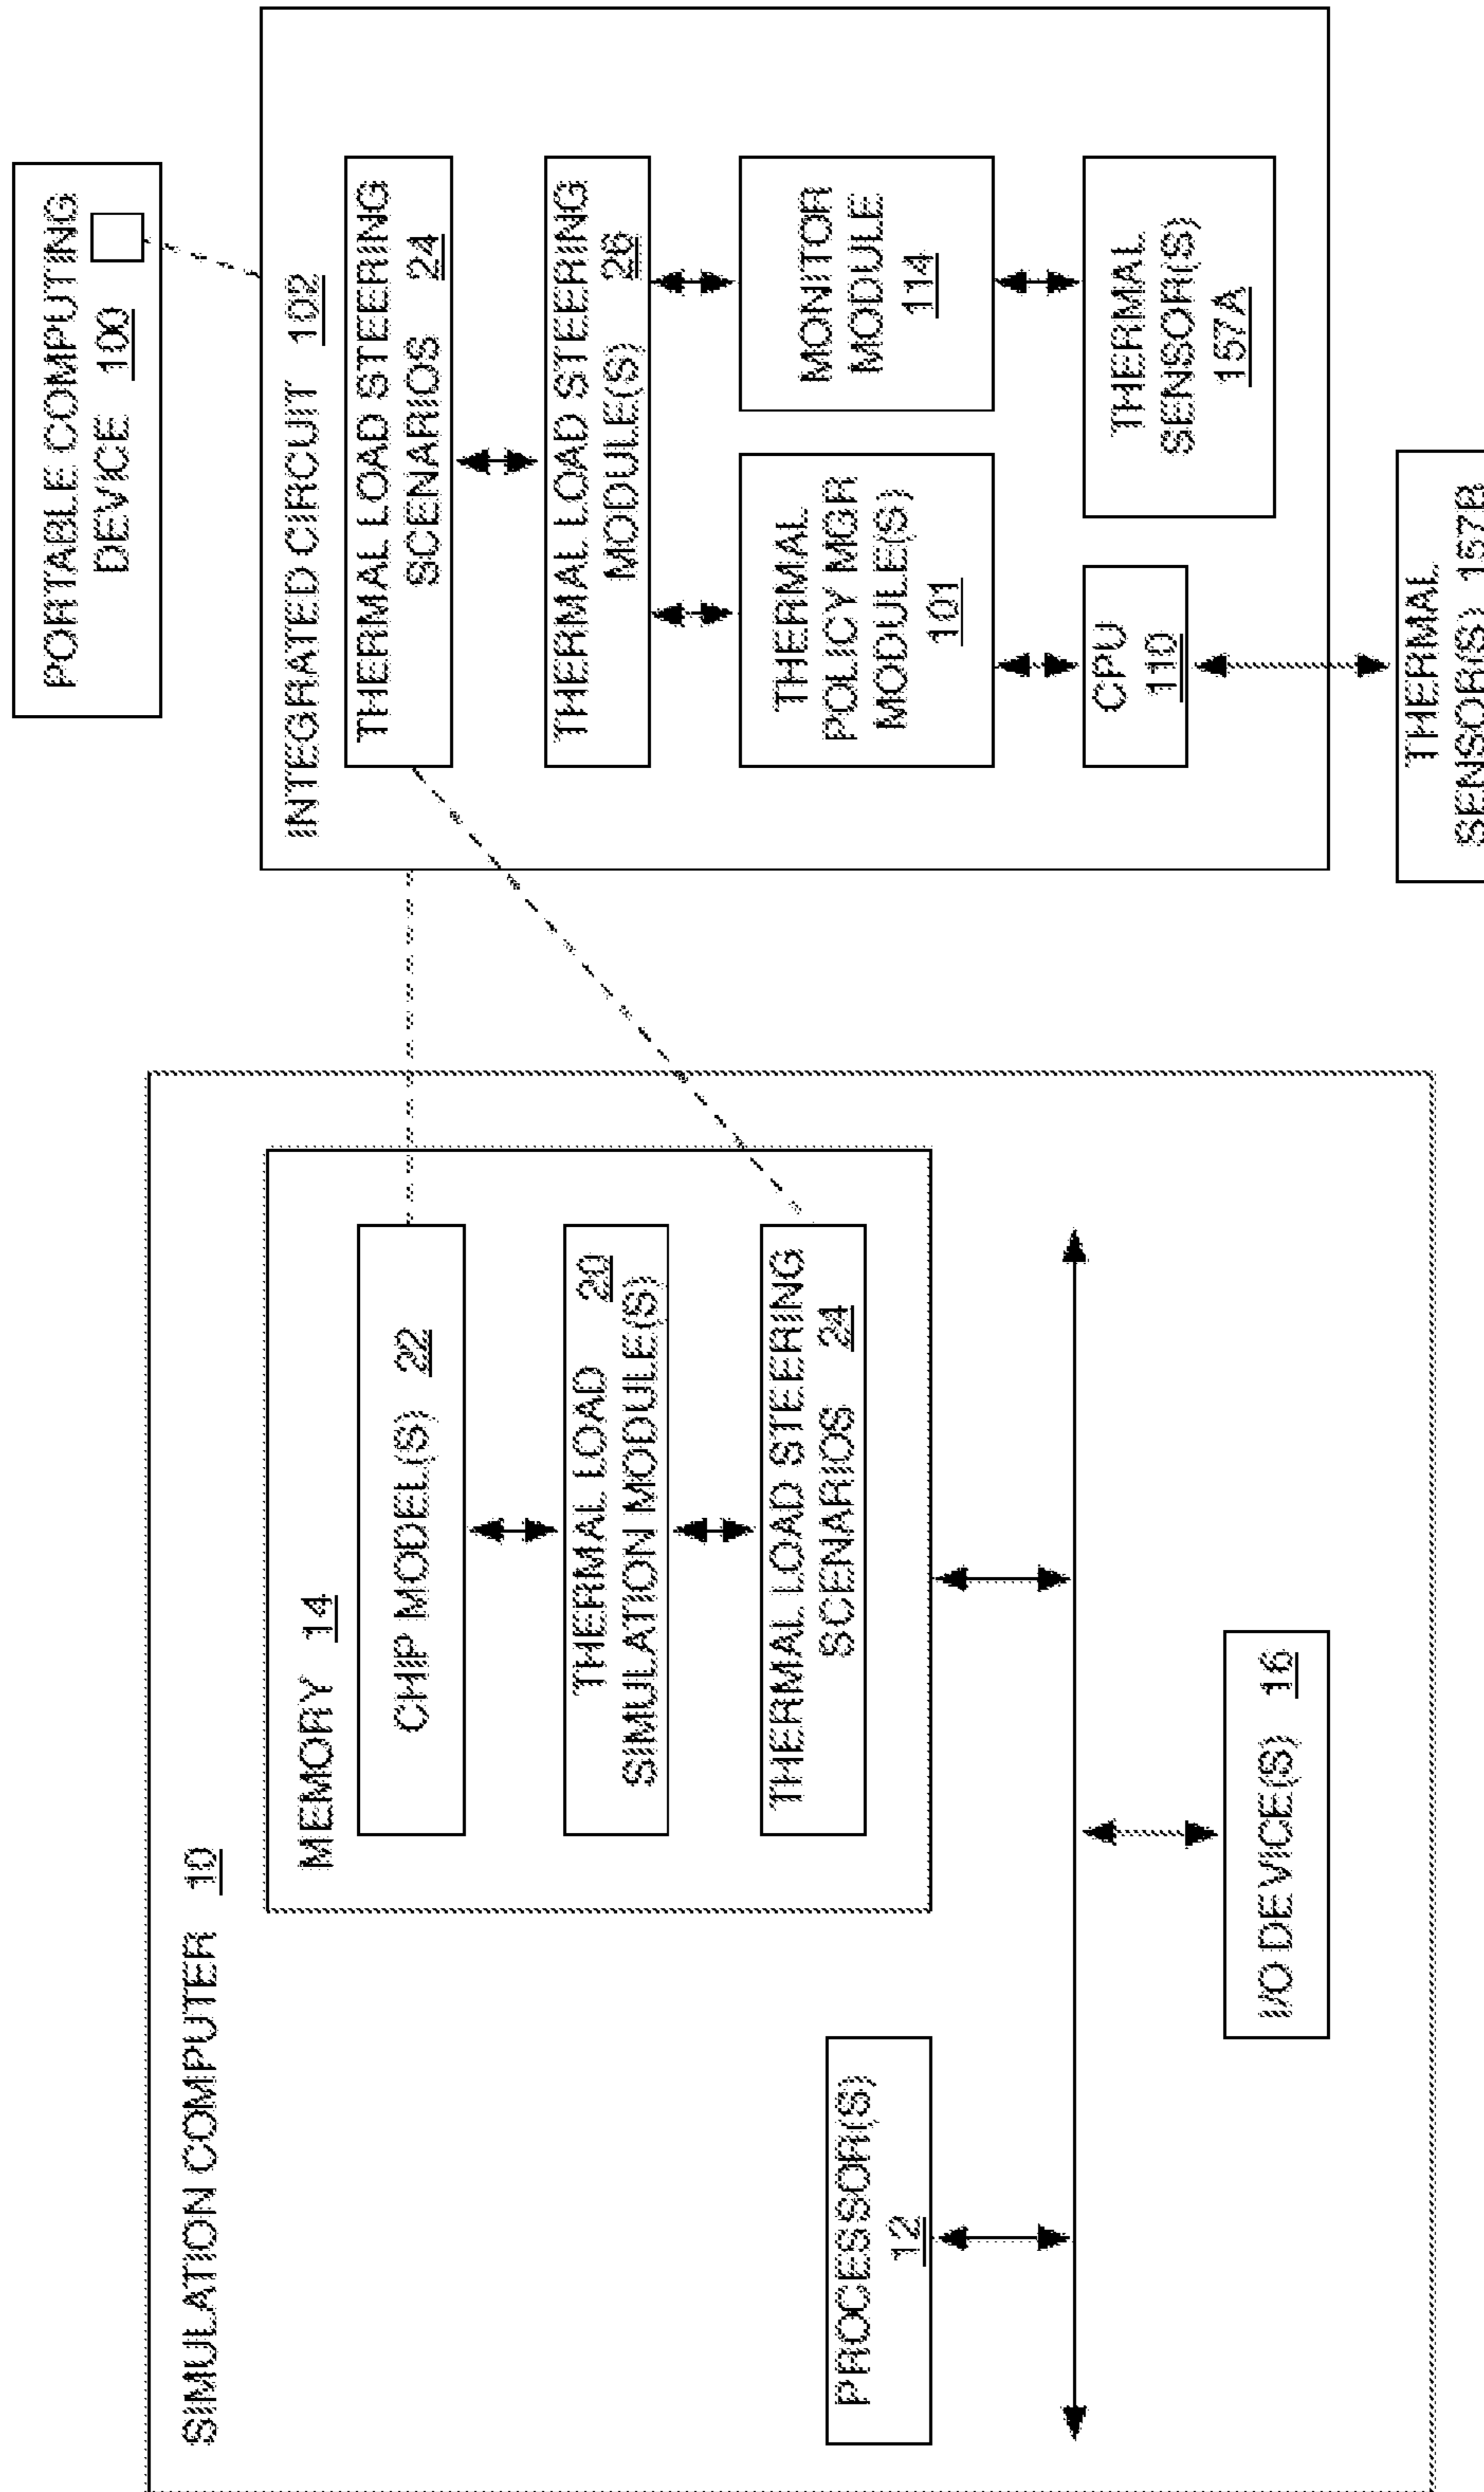 SIMULATION COMPUTER 10
MEMORY 14
CHIP MODEL(S) 22
THERMAL LOAD 20
SIMULATION MODULE(S)
THERMAL LOAD STEERING
SCENARIOS 24
PROCESSOR(S)
12
I/O DEVICE(S) 16
PORTABLE COMPUTING
DEVICE 100
INTEGRATED CIRCUIT 102
THERMAL LOAD STEERING
SCENARIOS 24
THERMAL LOAD STEERING
MODULE(S) 26
THERMAL
POLICY MGR
MODULE(S)
101
MONITOR
MODULE
114
CPU
110
THERMAL
SENSOR(S)
157A
THERMAL
SENSOR(S) 157B